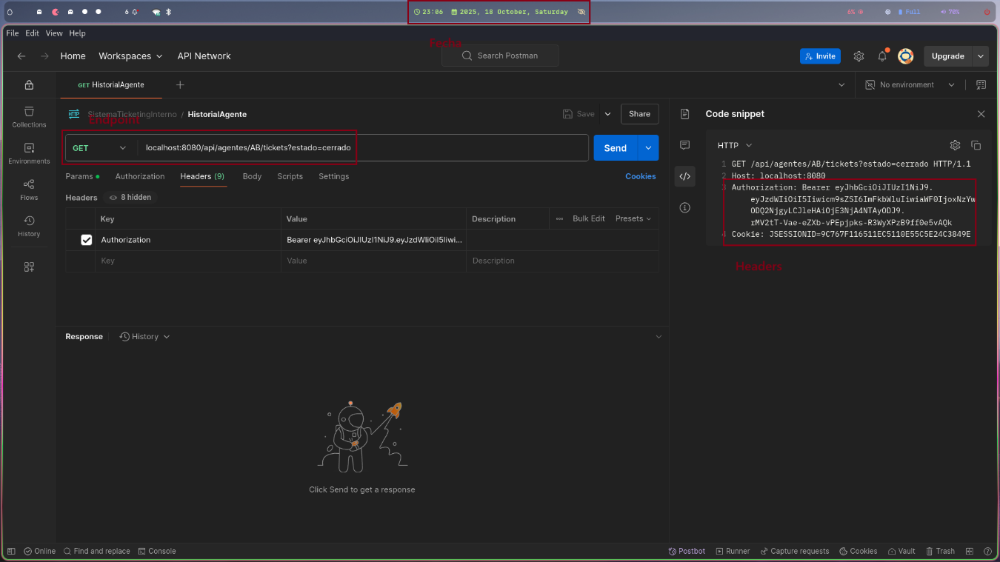 6
23:06 2025, 18 October, Saturday
6%
Full
70%
File Edit View Help
Fecha
Home Workspaces API Network
Search Postman
Invite
Upgrade
GET HistorialAgente
No environment
SistemaTicketingInterno / HistorialAgente
Endpoint
Save
Share
Code snippet
Collections
Environments
Flows
History
GET localhost:8080/api/agentes/AB/tickets?estado=cerrado
Send
Params Authorization Headers (9) Body Scripts Settings
Cookies
Headers 8 hidden
Key Value Description Bulk Edit Presets
Authorization Bearer eyJhbGciOiJIUzI1NiJ9.eyJzdWIiOiI5Iiwi...
Key Value Description
HTTP
1 GET /api/agentes/AB/tickets?estado=cerrado HTTP/1.1
2 Host: localhost:8080
3 Authorization: Bearer eyJhbGciOiJIUzI1NiJ9.
eyJzdWIiOiI5Iiwicm9sZSI6ImFkbWluIiwiaWF0IjoxNzYw
ODQ2NjgyLCJleHAiOjE3NjA4NTAyODJ9.
rMV2tT-Vae-eZXb-vPEpjpks-R3WyXPzB9ff0e5vAQk
4 Cookie: JSESSIONID=9C767F116511EC5110E55C5E24C3849E
Headers
Response History
Click Send to get a response
Online Find and replace Console
Postbot Runner Capture requests Cookies Vault Trash